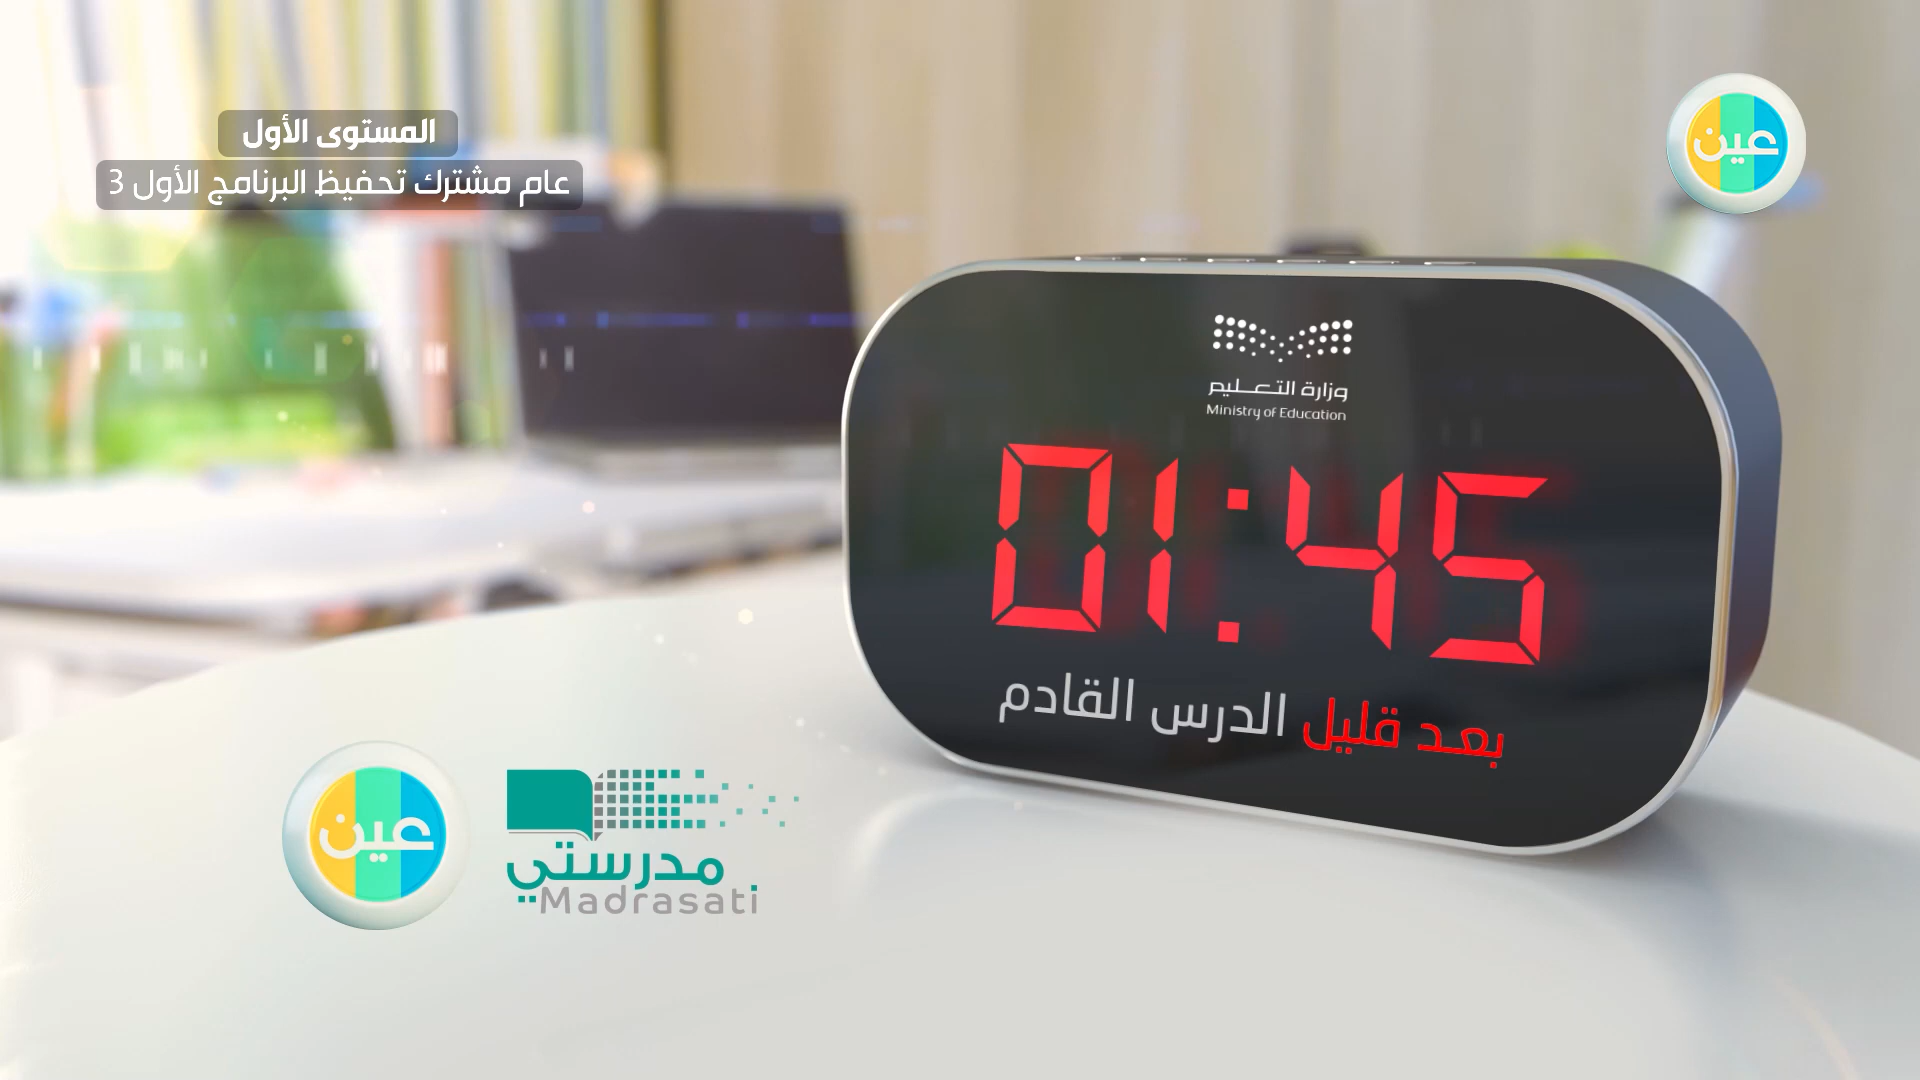 المستوى الأول
عام مشترك تحفيظ البرنامج الأول 3
عين
وزارة التعليم
Ministry of Education
01:45
بعد قليل الدرس القادم
عين
مدرستي
Madrasati